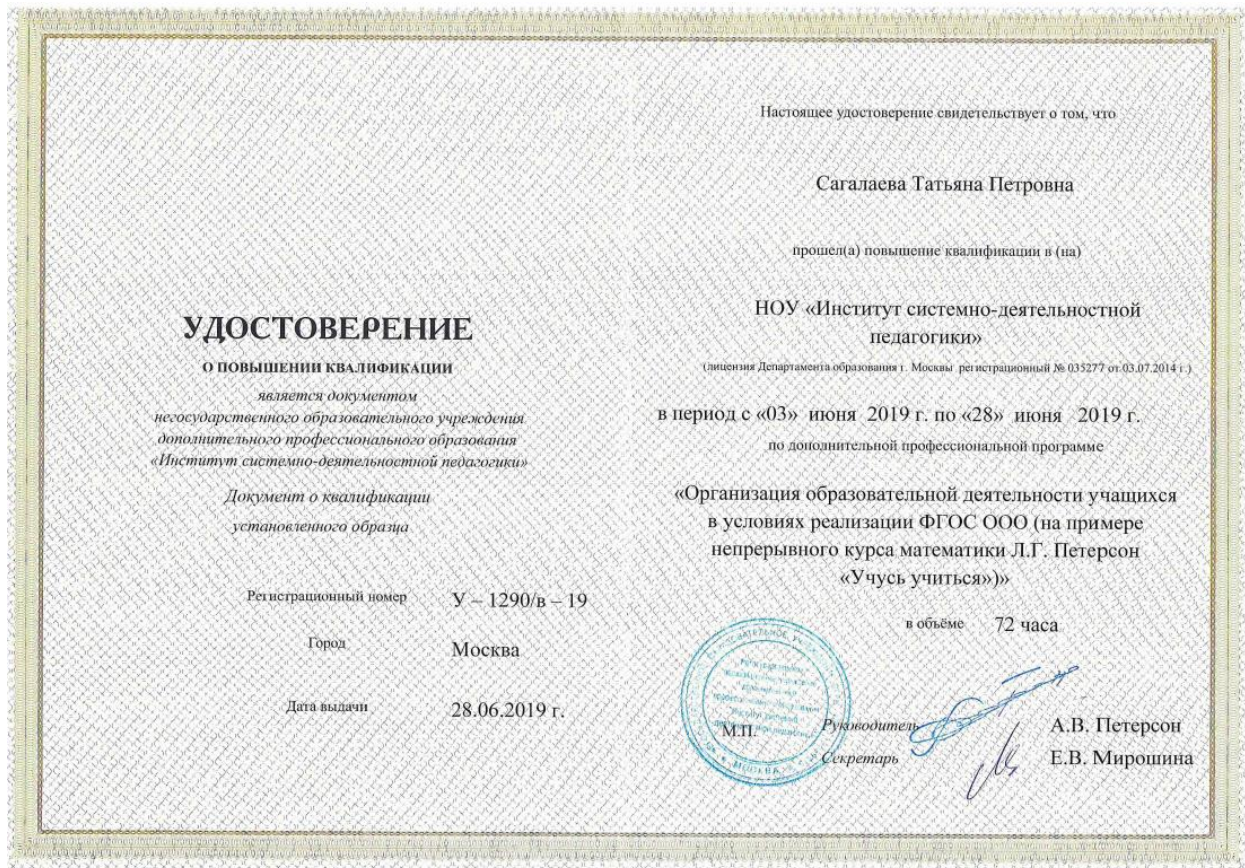 УДОСТОВЕРЕНИЕ
О ПОВЫШЕНИИ КВАЛИФИКАЦИИ
является документом
негосударственного образовательного учреждения
дополнительного профессионального образования
«Институт системно-деятельностной педагогики»
Документ о квалификации
установленного образца
Регистрационный номер У – 1290/в – 19
Город Москва
Дата выдачи 28.06.2019 г.
Настоящее удостоверение свидетельствует о том, что
Сагалаева Татьяна Петровна
прошел(а) повышение квалификации в (на)
НОУ «Институт системно-деятельностной
педагогики»
(лицензия Департамента образования г. Москвы регистрационный № 035277 от 03.07.2014 г.)
в период с «03» июня 2019 г. по «28» июня 2019 г.
по дополнительной профессиональной программе
«Организация образовательной деятельности учащихся
в условиях реализации ФГОС ООО (на примере
непрерывного курса математики Л.Г. Петерсон
«Учусь учиться»)»
в объёме 72 часа
М.П.
Руководитель А.В. Петерсон
Секретарь Е.В. Мирошина
МОСКВА